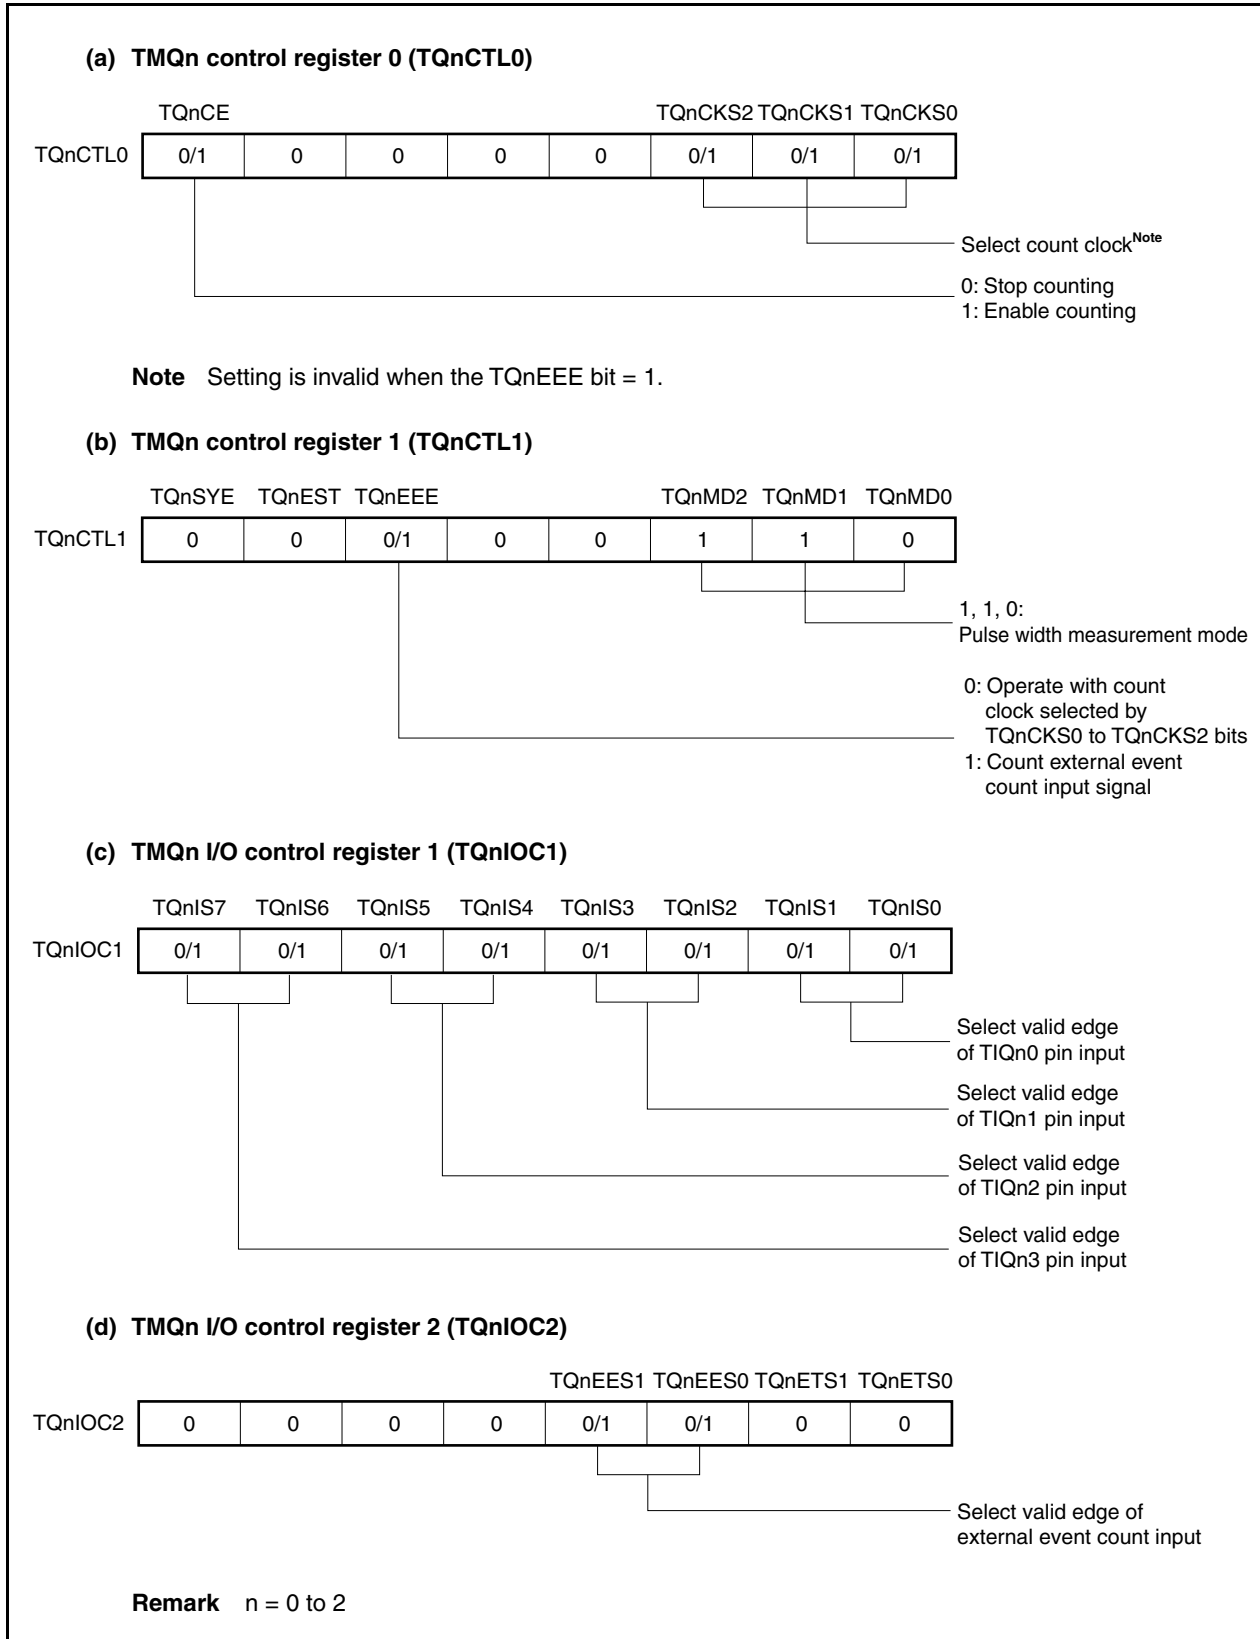 (a) TMQn control register 0 (TQnCTL0)
TQnCE TQnCKS2 TQnCKS1 TQnCKS0
TQnCTL0 0/1 0 0 0 0 0/1 0/1 0/1
Select count clockNote
0: Stop counting
1: Enable counting
Note Setting is invalid when the TQnEEE bit = 1.
(b) TMQn control register 1 (TQnCTL1)
TQnSYE TQnEST TQnEEE TQnMD2 TQnMD1 TQnMD0
TQnCTL1 0 0 0/1 0 0 1 1 0
1, 1, 0:
Pulse width measurement mode
0: Operate with count
clock selected by
TQnCKS0 to TQnCKS2 bits
1: Count external event
count input signal
(c) TMQn I/O control register 1 (TQnIOC1)
TQnIS7 TQnIS6 TQnIS5 TQnIS4 TQnIS3 TQnIS2 TQnIS1 TQnIS0
TQnIOC1 0/1 0/1 0/1 0/1 0/1 0/1 0/1 0/1
Select valid edge
of TIQn0 pin input
Select valid edge
of TIQn1 pin input
Select valid edge
of TIQn2 pin input
Select valid edge
of TIQn3 pin input
(d) TMQn I/O control register 2 (TQnIOC2)
TQnEES1 TQnEES0 TQnETS1 TQnETS0
TQnIOC2 0 0 0 0 0/1 0/1 0 0
Select valid edge of
external event count input
Remark n = 0 to 2